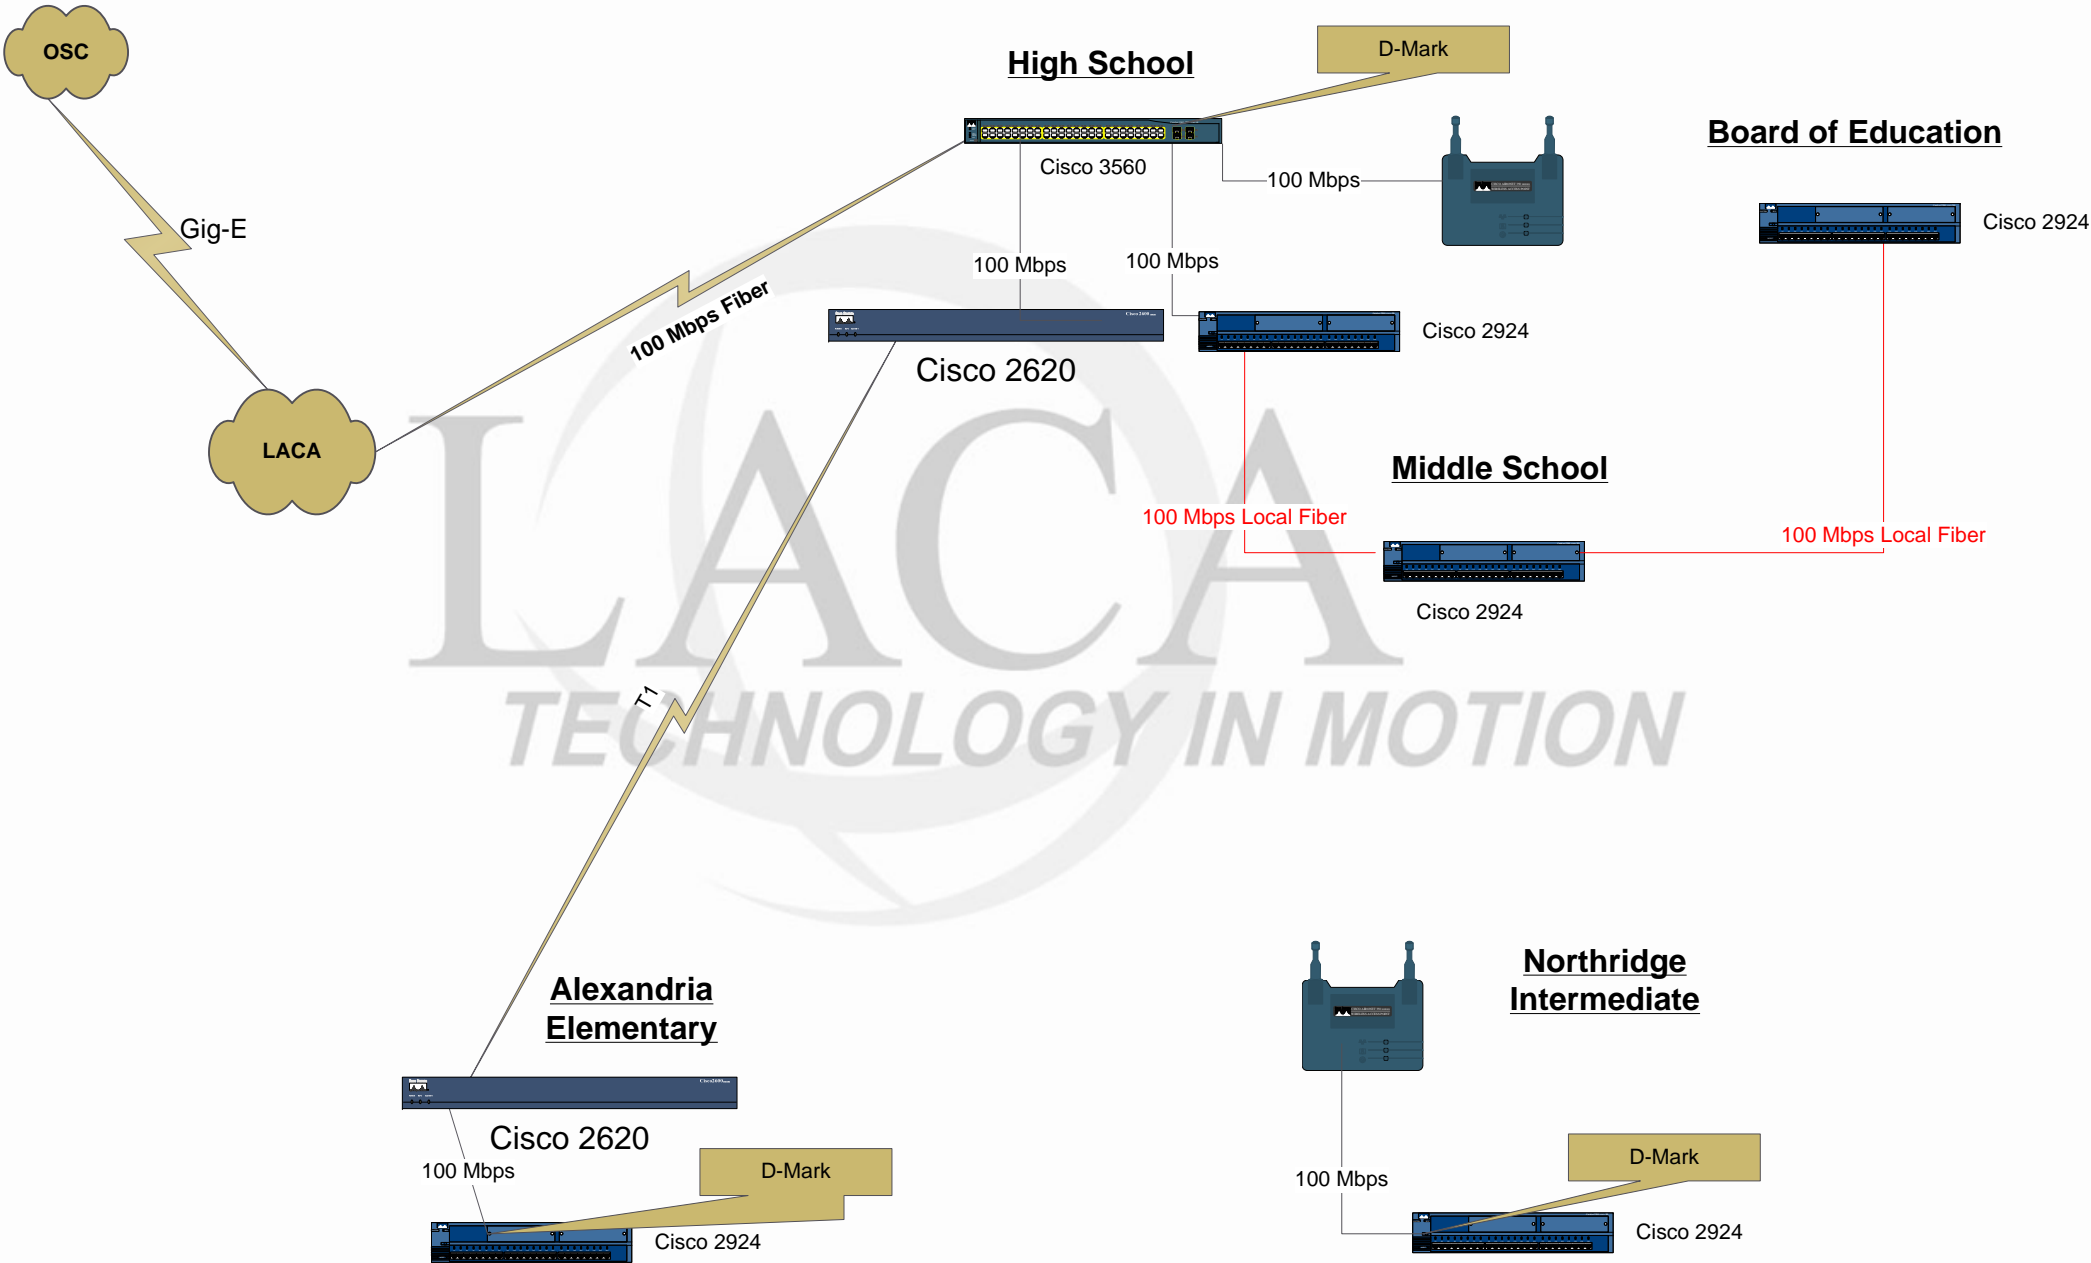 OSC
High School
D-Mark
Board of Education
Cisco 3560
100 Mbps
Cisco 2924
Gig-E
100 Mbps
100 Mbps
100 Mbps Fiber
Cisco 2620
Cisco 2924
LACA
Middle School
100 Mbps Local Fiber
100 Mbps Local Fiber
Cisco 2924
LACA
TECHNOLOGY IN MOTION
T1
Alexandria
Elementary
Northridge
Intermediate
Cisco 2620
100 Mbps
D-Mark
Cisco 2924
100 Mbps
D-Mark
Cisco 2924